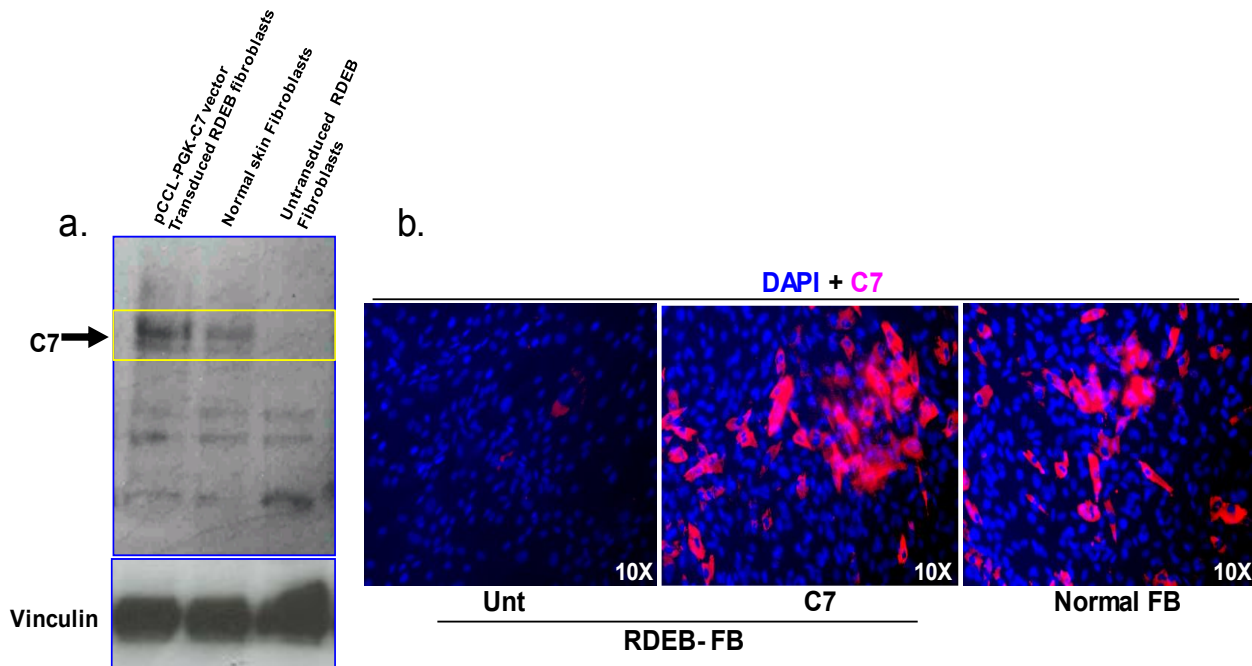 pCCL-PGK-C7 vector
Transduced RDEB fibroblasts
Normal skin Fibroblasts
Untransduced RDEB
Fibroblasts
a.
b.
DAPI + C7
C7
10X
10X
10X
Unt
C7
Normal FB
RDEB- FB
Vinculin